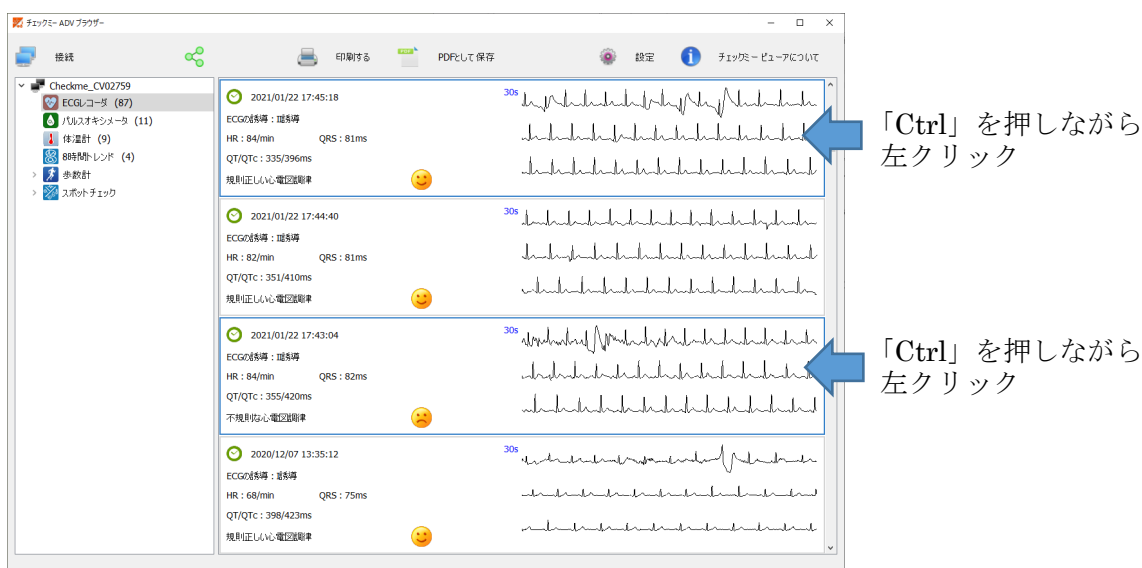 チェックミー ADV ブラウザー
接続
印刷する
PDF
PDFとして保存
設定
チェックミー ビューアについて
Checkme_CV02759
ECGレコーダ (87)
パルスオキシメータ (11)
体温計 (9)
8時間トレンド (4)
歩数計
スポットチェック
2021/01/22 17:45:18
30s
ECGの誘導:I誘導
HR : 84/min QRS : 81ms
QT/QTc : 335/396ms
規則正しい心電図調律
「Ctrl」を押しながら
左クリック
2021/01/22 17:44:40
30s
ECGの誘導:II誘導
HR : 82/min QRS : 81ms
QT/QTc : 351/410ms
規則正しい心電図調律
2021/01/22 17:43:04
30s
ECGの誘導:I誘導
HR : 84/min QRS : 82ms
QT/QTc : 355/420ms
不規則な心電図調律
「Ctrl」を押しながら
左クリック
2020/12/07 13:35:12
30s
ECGの誘導:I誘導
HR : 68/min QRS : 75ms
QT/QTc : 398/423ms
規則正しい心電図調律